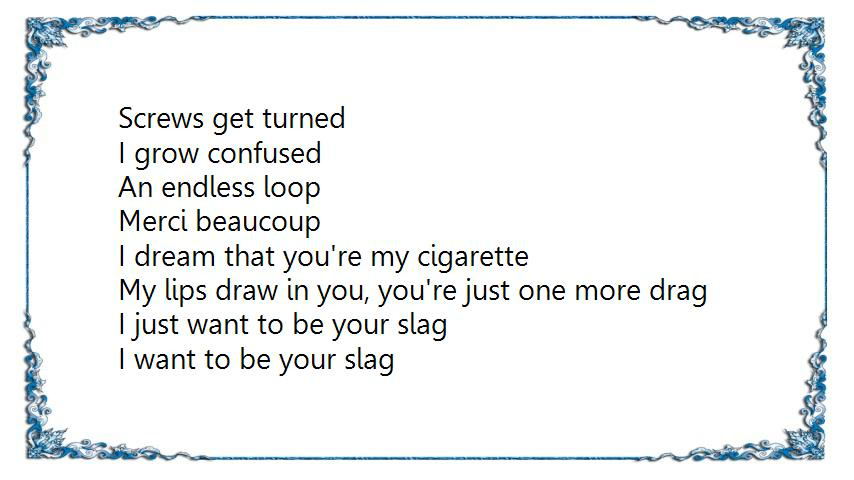 Screws get turned
I grow confused
An endless loop
Merci beaucoup
I dream that you're my cigarette
My lips draw in you, you're just one more drag
I just want to be your slag
I want to be your slag